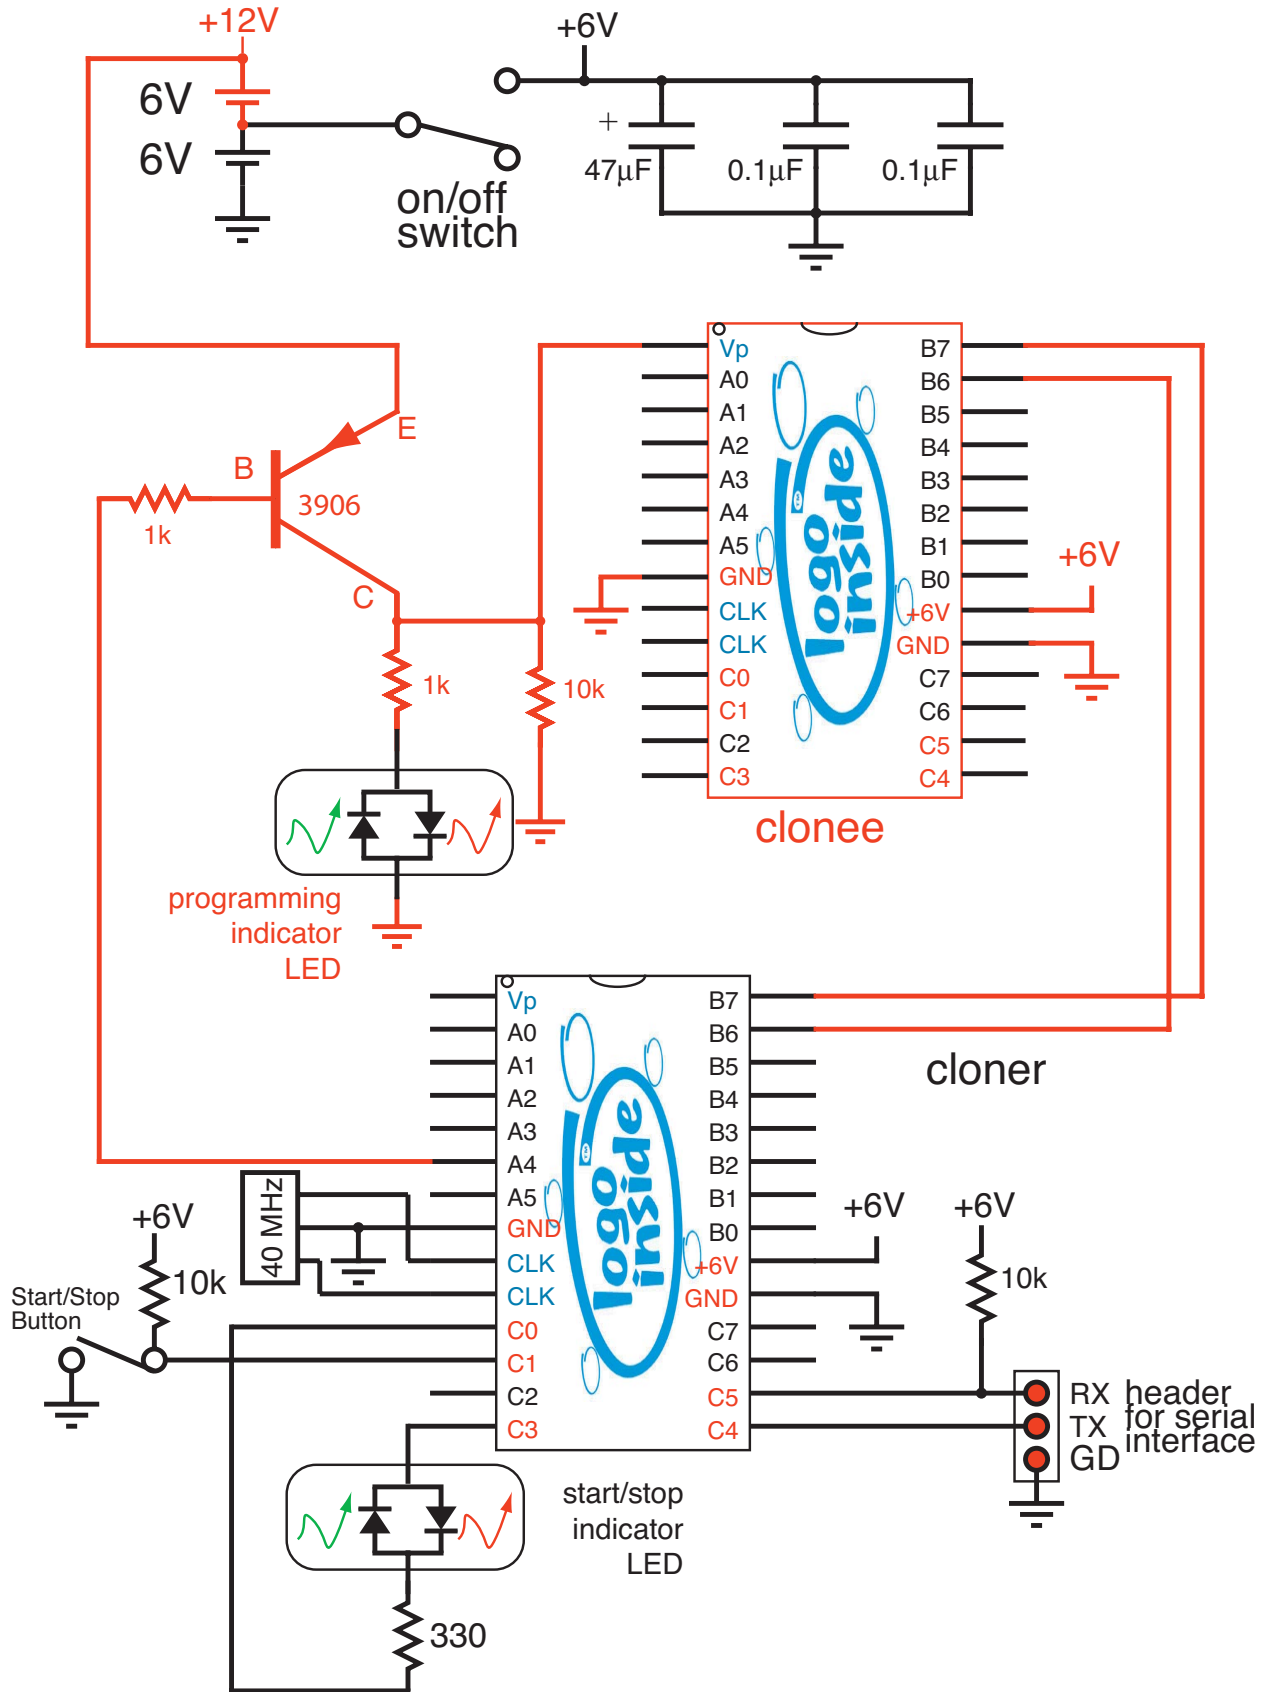 +12V
+6V
6V
6V
+
47µF
0.1µF
0.1µF
on/off
switch
E
B
3906
1k
C
1k
10k
programming
indicator
LED
Vp
A0
A1
A2
A3
A4
A5
GND
CLK
CLK
C0
C1
C2
C3
logo
inside
B7
B6
B5
B4
B3
B2
B1
B0
+6V
GND
C7
C6
C5
C4
+6V
clonee
Vp
A0
A1
A2
A3
A4
A5
GND
CLK
CLK
C0
C1
C2
C3
logo
inside
B7
B6
B5
B4
B3
B2
B1
B0
+6V
GND
C7
C6
C5
C4
cloner
40 MHz
+6V
10k
Start/Stop
Button
+6V
+6V
10k
RX
TX
GD
header
for serial
interface
start/stop
indicator
LED
330